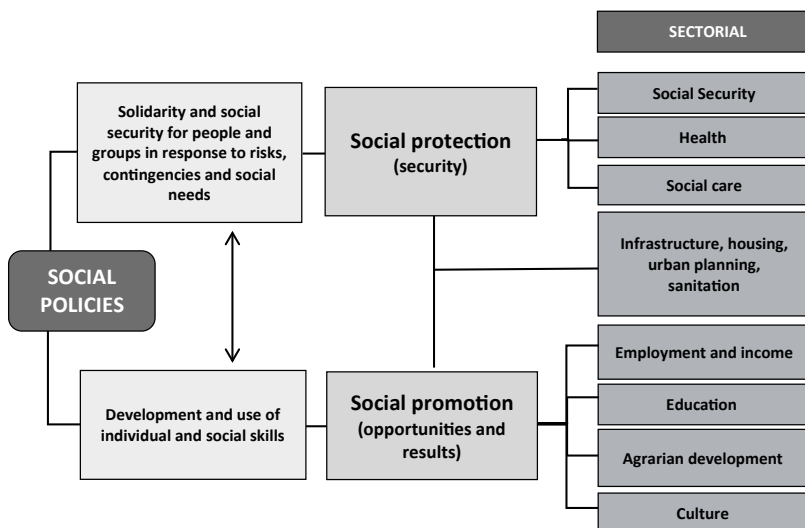 SECTORIAL
Solidarity and social
security for people and
groups in response to risks,
contingencies and social
needs
Social protection
(security)
Social Security
Health
Social care
Infrastructure, housing,
urban planning,
sanitation
SOCIAL
POLICIES
Development and use of
individual and social skills
Social promotion
(opportunities and
results)
Employment and income
Education
Agrarian development
Culture